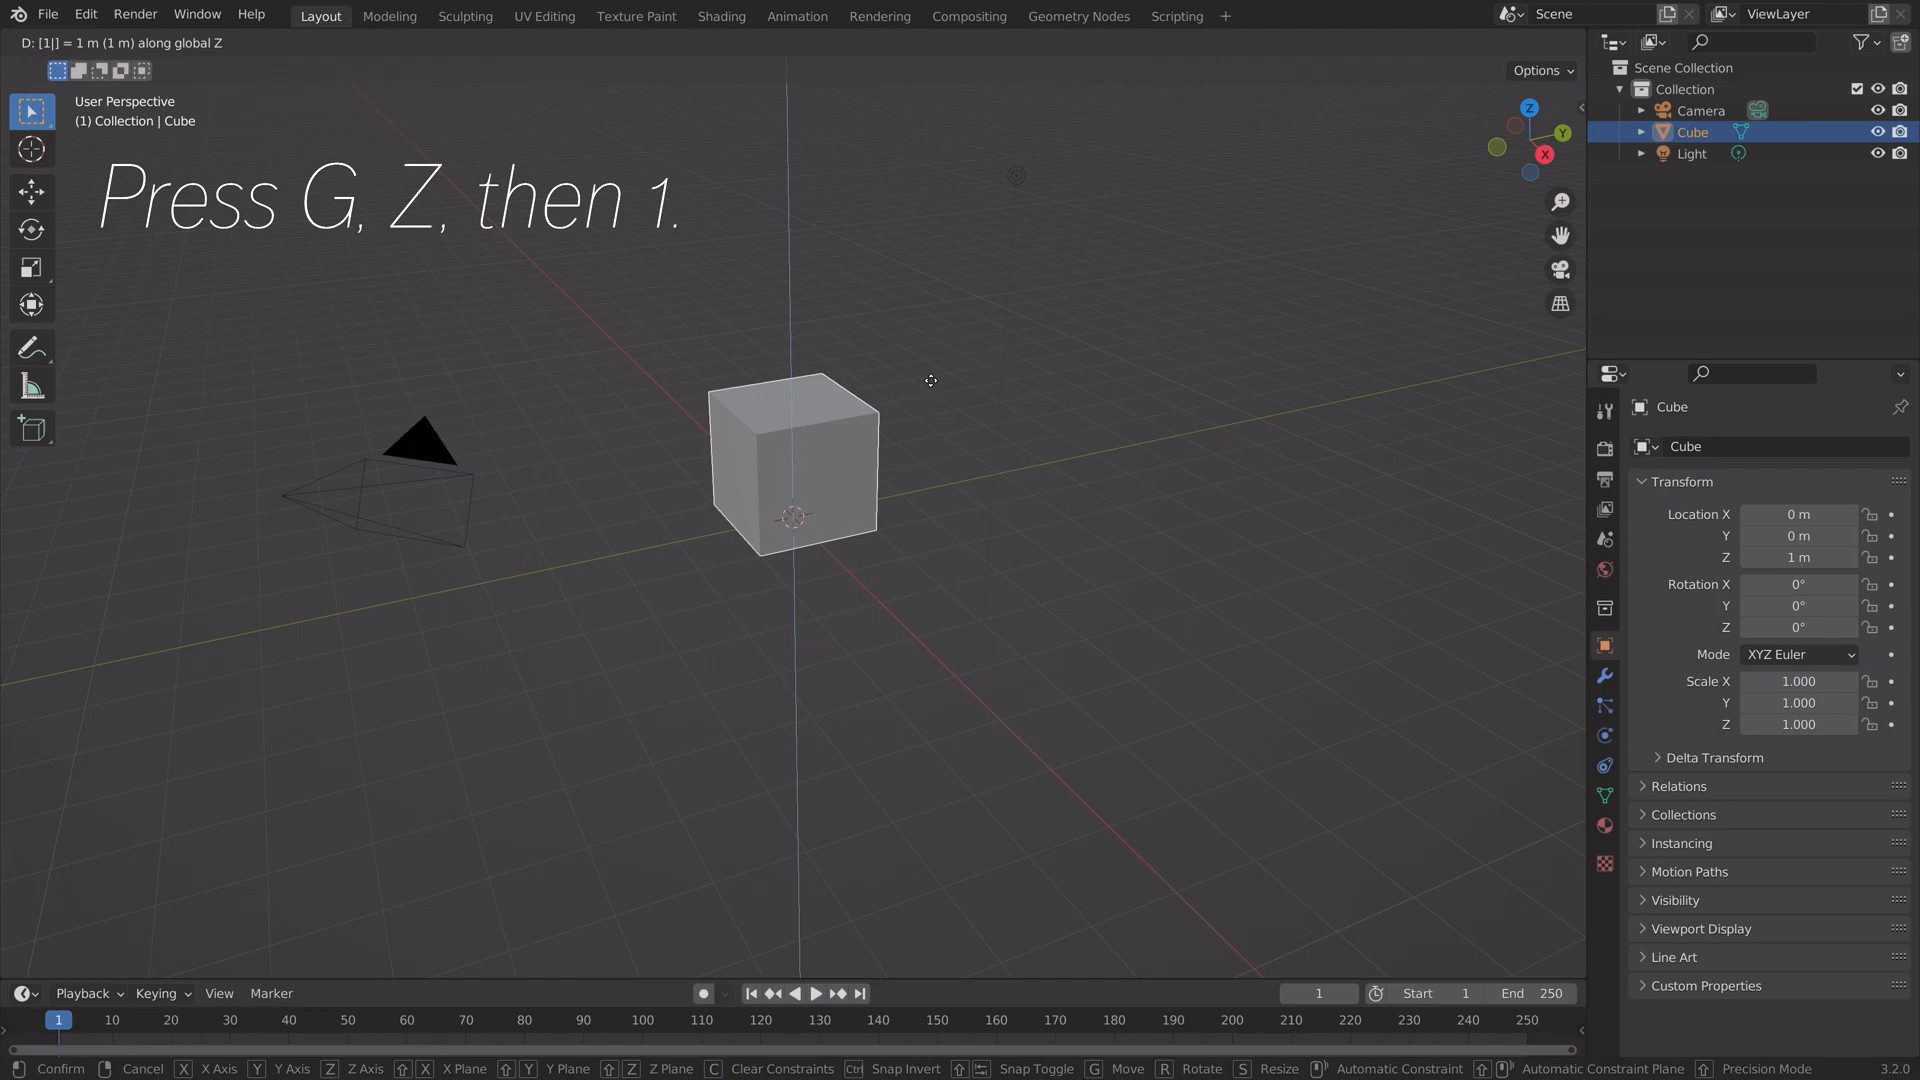 File Edit Render Window Help Layout Modeling Sculpting UV Editing Texture Paint Shading Animation Rendering Compositing Geometry Nodes Scripting + Scene ViewLayer
D: [1|] = 1 m (1 m) along global Z
Options
User Perspective
(1) Collection | Cube
Press G, Z, then 1.
Z
Y
X
Scene Collection
Collection
Camera
Cube
Light
Cube
Cube
Transform
Location X 0 m
Y 0 m
Z 1 m
Rotation X 0°
Y 0°
Z 0°
Mode XYZ Euler
Scale X 1.000
Y 1.000
Z 1.000
Delta Transform
Relations
Collections
Instancing
Motion Paths
Visibility
Viewport Display
Line Art
Custom Properties
Playback Keying View Marker 1 Start 1 End 250
1 10 20 30 40 50 60 70 80 90 100 110 120 130 140 150 160 170 180 190 200 210 220 230 240 250
Confirm Cancel X X Axis Y Y Axis Z Z Axis X X Plane Y Y Plane Z Z Plane C Clear Constraints Ctrl Snap Invert Snap Toggle G Move R Rotate S Resize Automatic Constraint Automatic Constraint Plane Precision Mode 3.2.0